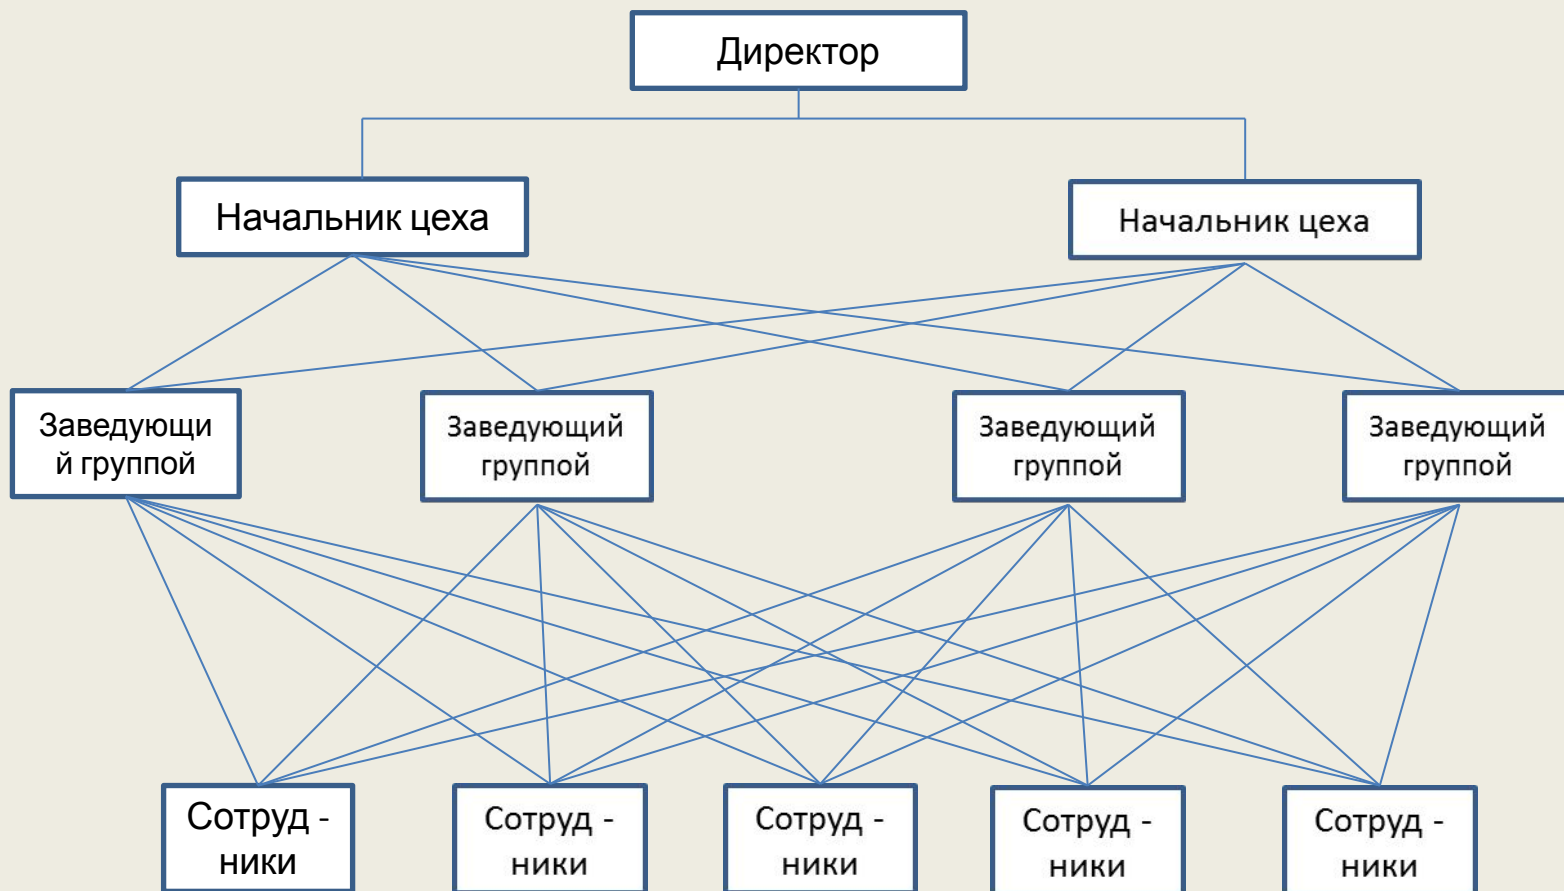 Директор
Начальник цеха
Начальник цеха
Заведующи
й группой
Заведующий
группой
Заведующий
группой
Заведующий
группой
Сотруд -
ники
Сотруд -
ники
Сотруд -
ники
Сотруд -
ники
Сотруд -
ники